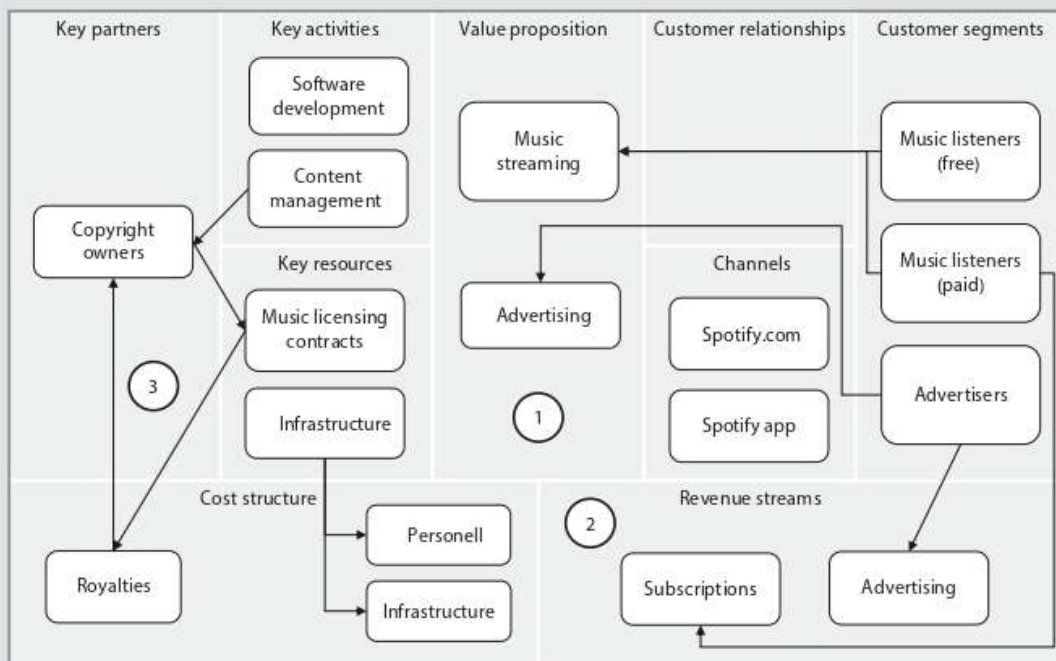 Key partners
Key activities
Value proposition
Customer relationships
Customer segments
Software
development
Content
management
Copyright
owners
Key resources
Music licensing
contracts
Infrastructure
3
Music
streaming
Advertising
1
Channels
Spotify.com
Spotify app
Music listeners
(free)
Music listeners
(paid)
Advertisers
Cost structure
Royalties
Personell
Infrastructure
Revenue streams
2
Subscriptions
Advertising